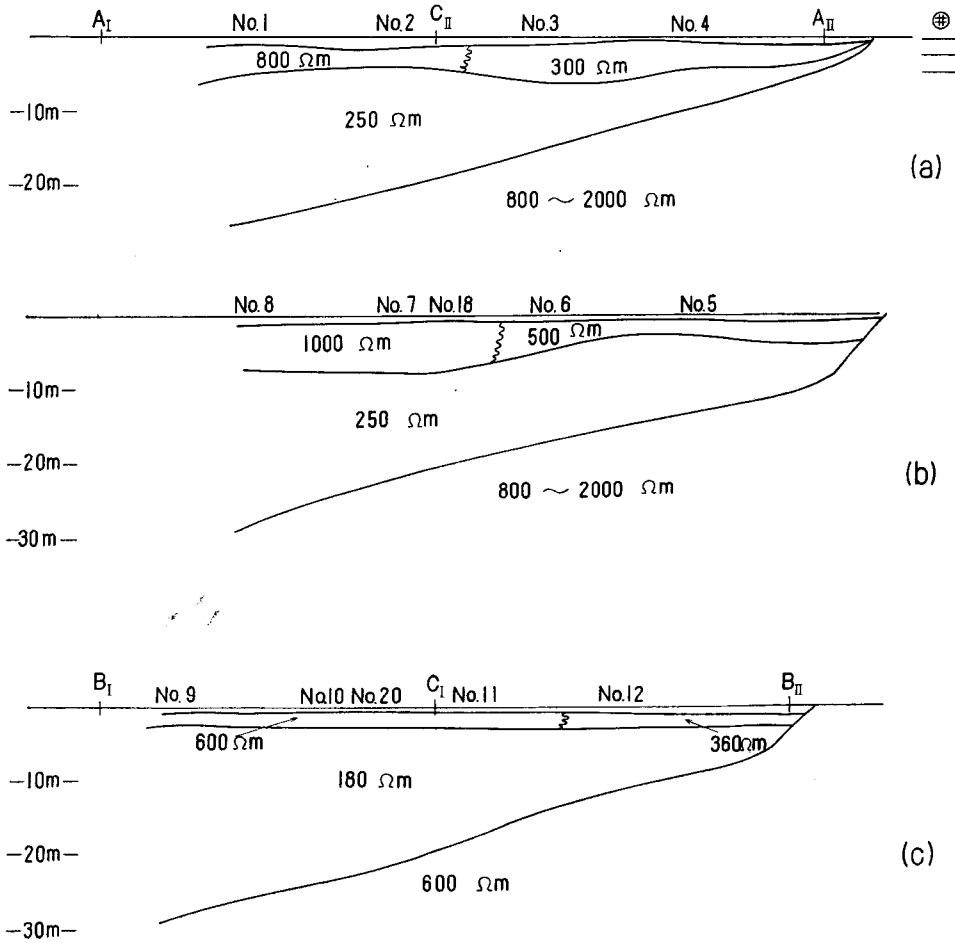 A_I No.1 No.2 C_II No.3 No.4 A_II
800 Ωm 300 Ωm
—10m— 250 Ωm
(a)
—20m— 800 ～ 2000 Ωm
No.8 No.7 No.18 No.6 No.5
1000 Ωm 500 Ωm
—10m—
250 Ωm
—20m—
800 ～ 2000 Ωm (b)
—30m—
B_I No.9 No.10 No.20 C_I No.11 No.12 B_II
600Ωm 360Ωm
—10m— 180 Ωm
—20m— (c)
600 Ωm
—30m—